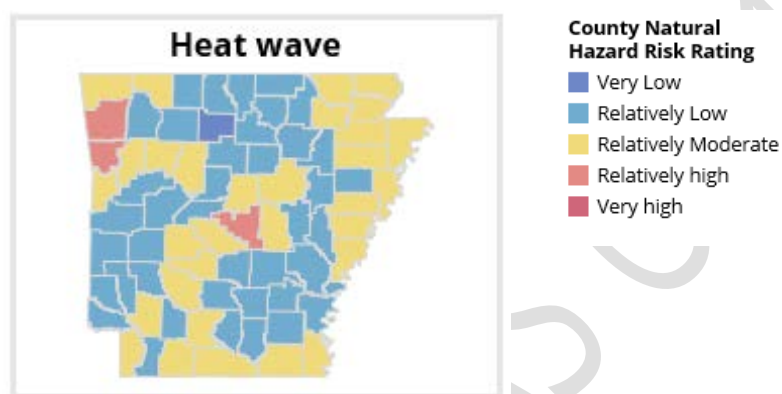 Heat wave
County Natural
Hazard Risk Rating
Very Low
Relatively Low
Relatively Moderate
Relatively high
Very high